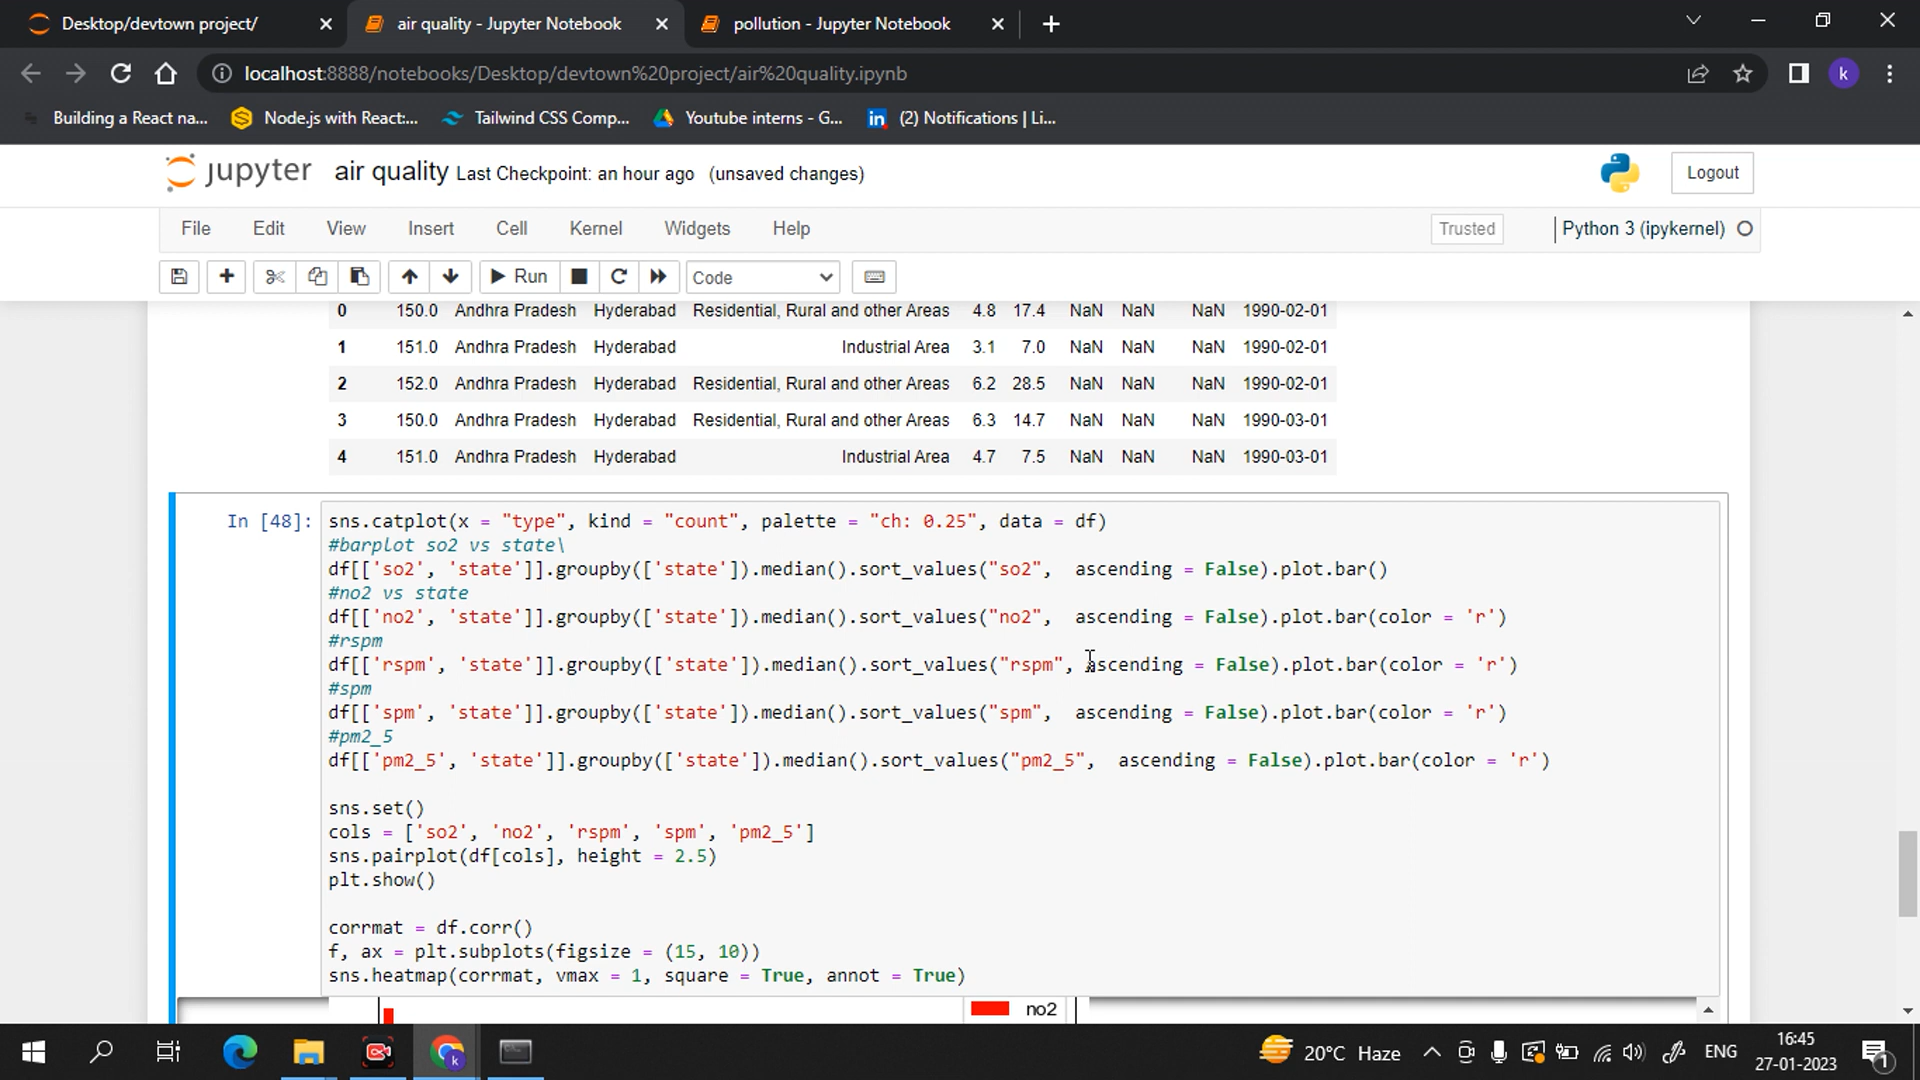 Desktop/devtown project/
air quality - Jupyter Notebook
pollution - Jupyter Notebook
localhost:8888/notebooks/Desktop/devtown%20project/air%20quality.ipynb
k
Building a React na...
Node.js with React:...
Tailwind CSS Comp...
Youtube interns - G...
(2) Notifications | Li...
jupyter air quality Last Checkpoint: an hour ago (unsaved changes)
Logout
File Edit View Insert Cell Kernel Widgets Help
Trusted
Python 3 (ipykernel)
Run
Code
0 150.0 Andhra Pradesh Hyderabad Residential, Rural and other Areas 4.8 17.4 NaN NaN NaN 1990-02-01
1 151.0 Andhra Pradesh Hyderabad Industrial Area 3.1 7.0 NaN NaN NaN 1990-02-01
2 152.0 Andhra Pradesh Hyderabad Residential, Rural and other Areas 6.2 28.5 NaN NaN NaN 1990-02-01
3 150.0 Andhra Pradesh Hyderabad Residential, Rural and other Areas 6.3 14.7 NaN NaN NaN 1990-03-01
4 151.0 Andhra Pradesh Hyderabad Industrial Area 4.7 7.5 NaN NaN NaN 1990-03-01
In [48]: sns.catplot(x = "type", kind = "count", palette = "ch: 0.25", data = df)
#barplot so2 vs state\
df[['so2', 'state']].groupby(['state']).median().sort_values("so2",  ascending = False).plot.bar()
#no2 vs state
df[['no2', 'state']].groupby(['state']).median().sort_values("no2",  ascending = False).plot.bar(color = 'r')
#rspm
df[['rspm', 'state']].groupby(['state']).median().sort_values("rspm", ascending = False).plot.bar(color = 'r')
#spm
df[['spm', 'state']].groupby(['state']).median().sort_values("spm",  ascending = False).plot.bar(color = 'r')
#pm2_5
df[['pm2_5', 'state']].groupby(['state']).median().sort_values("pm2_5",  ascending = False).plot.bar(color = 'r')
sns.set()
cols = ['so2', 'no2', 'rspm', 'spm', 'pm2_5']
sns.pairplot(df[cols], height = 2.5)
plt.show()
corrmat = df.corr()
f, ax = plt.subplots(figsize = (15, 10))
sns.heatmap(corrmat, vmax = 1, square = True, annot = True)
no2
20°C Haze
ENG
16:45
27-01-2023
1